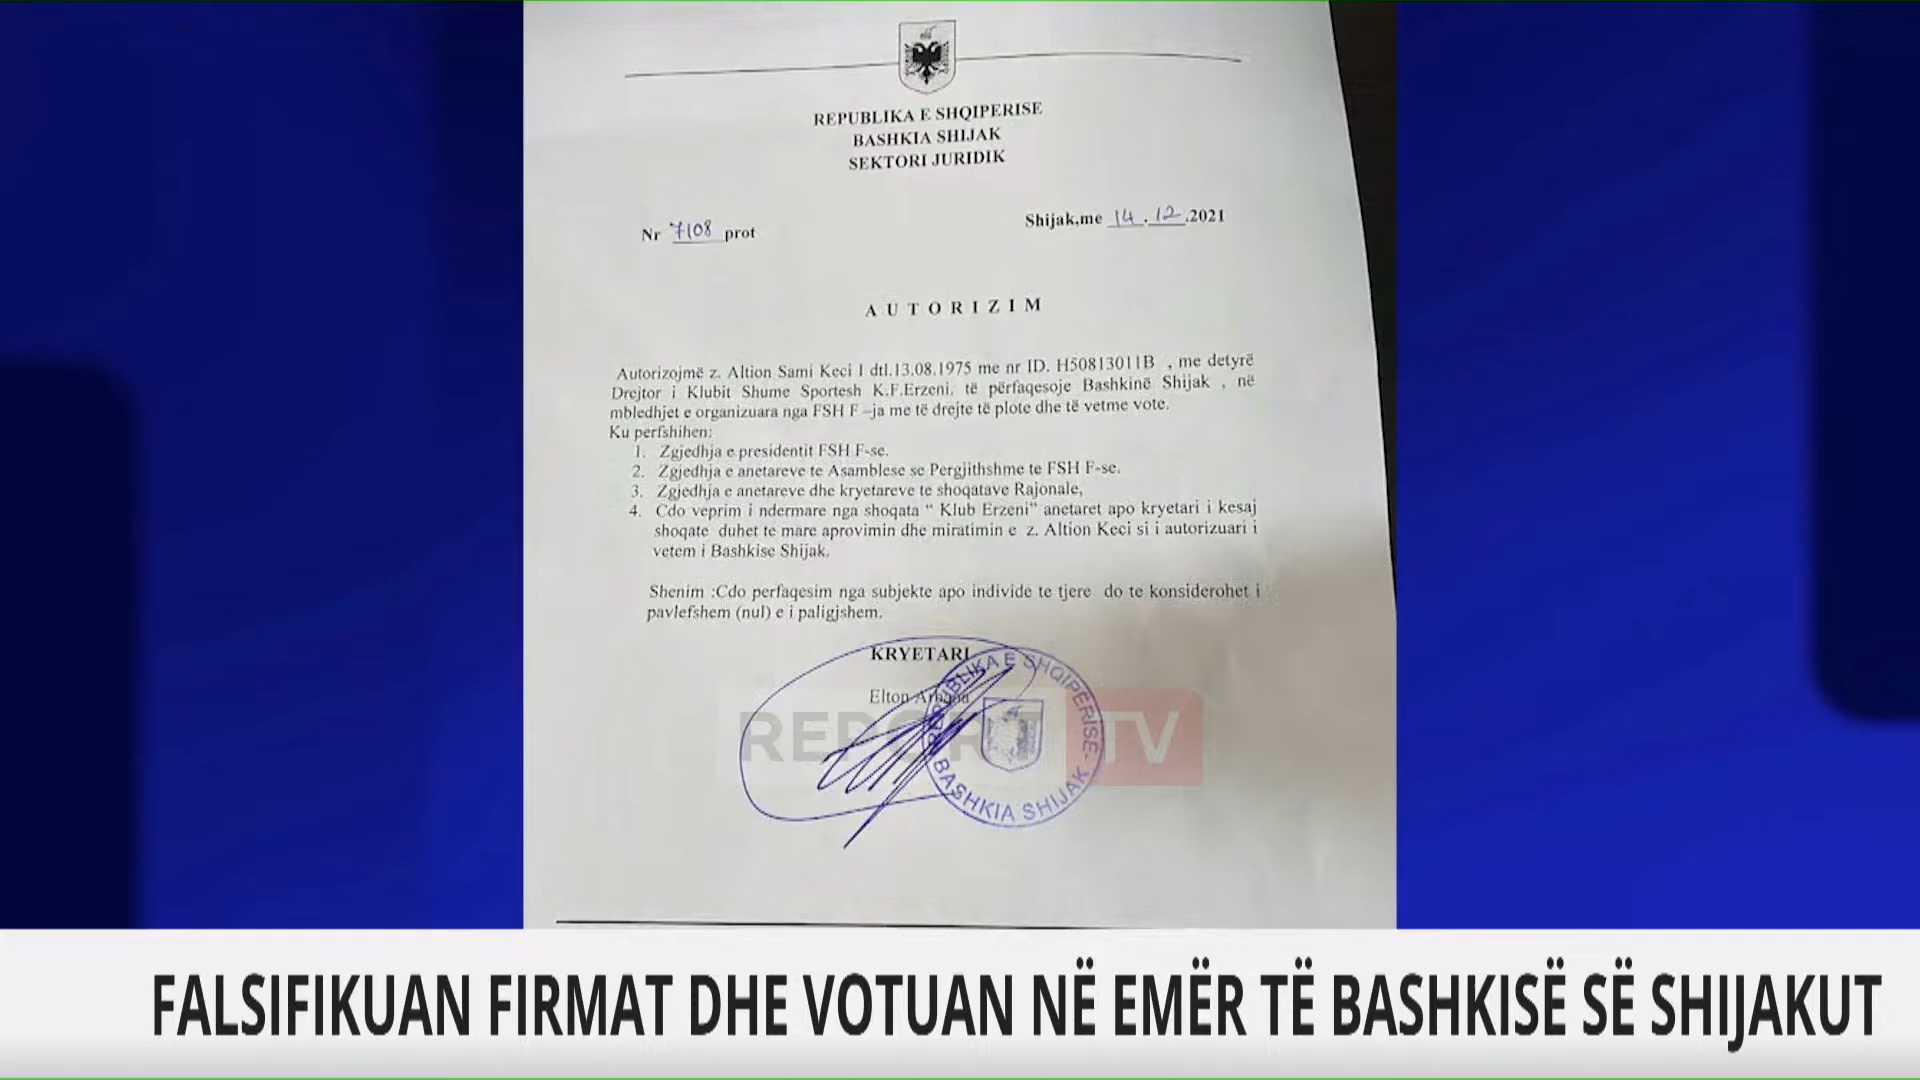 REPUBLIKA E SHQIPERISE
BASHKIA SHIJAK
SEKTORI JURIDIK
Nr 7108 prot
Shijak,me 14.12.2021
AUTORIZIM
Autorizojmë z. Altion Sami Keci I dtl.13.08.1975 me nr ID. H50813011B , me detyrë
Drejtor i Klubit Shume Sportesh K.F.Erzeni, të përfaqesoje Bashkinë Shijak , në
mbledhjet e organizuara nga FSH F –ja me të drejte të plote dhe të vetme vote.
Ku perfshihen:
1. Zgjedhja e presidentit FSH F-se.
2. Zgjedhja e anetareve te Asamblese se Pergjithshme te FSH F-se.
3. Zgjedhja e anetareve dhe kryetareve te shoqatave Rajonale,
4. Cdo veprim i ndermare nga shoqata “ Klub Erzeni” anetaret apo kryetari i kesaj
shoqate duhet te mare aprovimin dhe miratimin e z. Altion Keci si i autorizuari i
vetem i Bashkise Shijak.
Shenim :Cdo perfaqesim nga subjekte apo individe te tjere do te konsiderohet i
pavlefshem (nul) e i paligjshem.
KRYETARI
Elton Arbana
REPUBLIKA E SHQIPERISE-
BASHKIA SHIJAK
REPORT TV
FALSIFIKUAN FIRMAT DHE VOTUAN NË EMËR TË BASHKISË SË SHIJAKUT